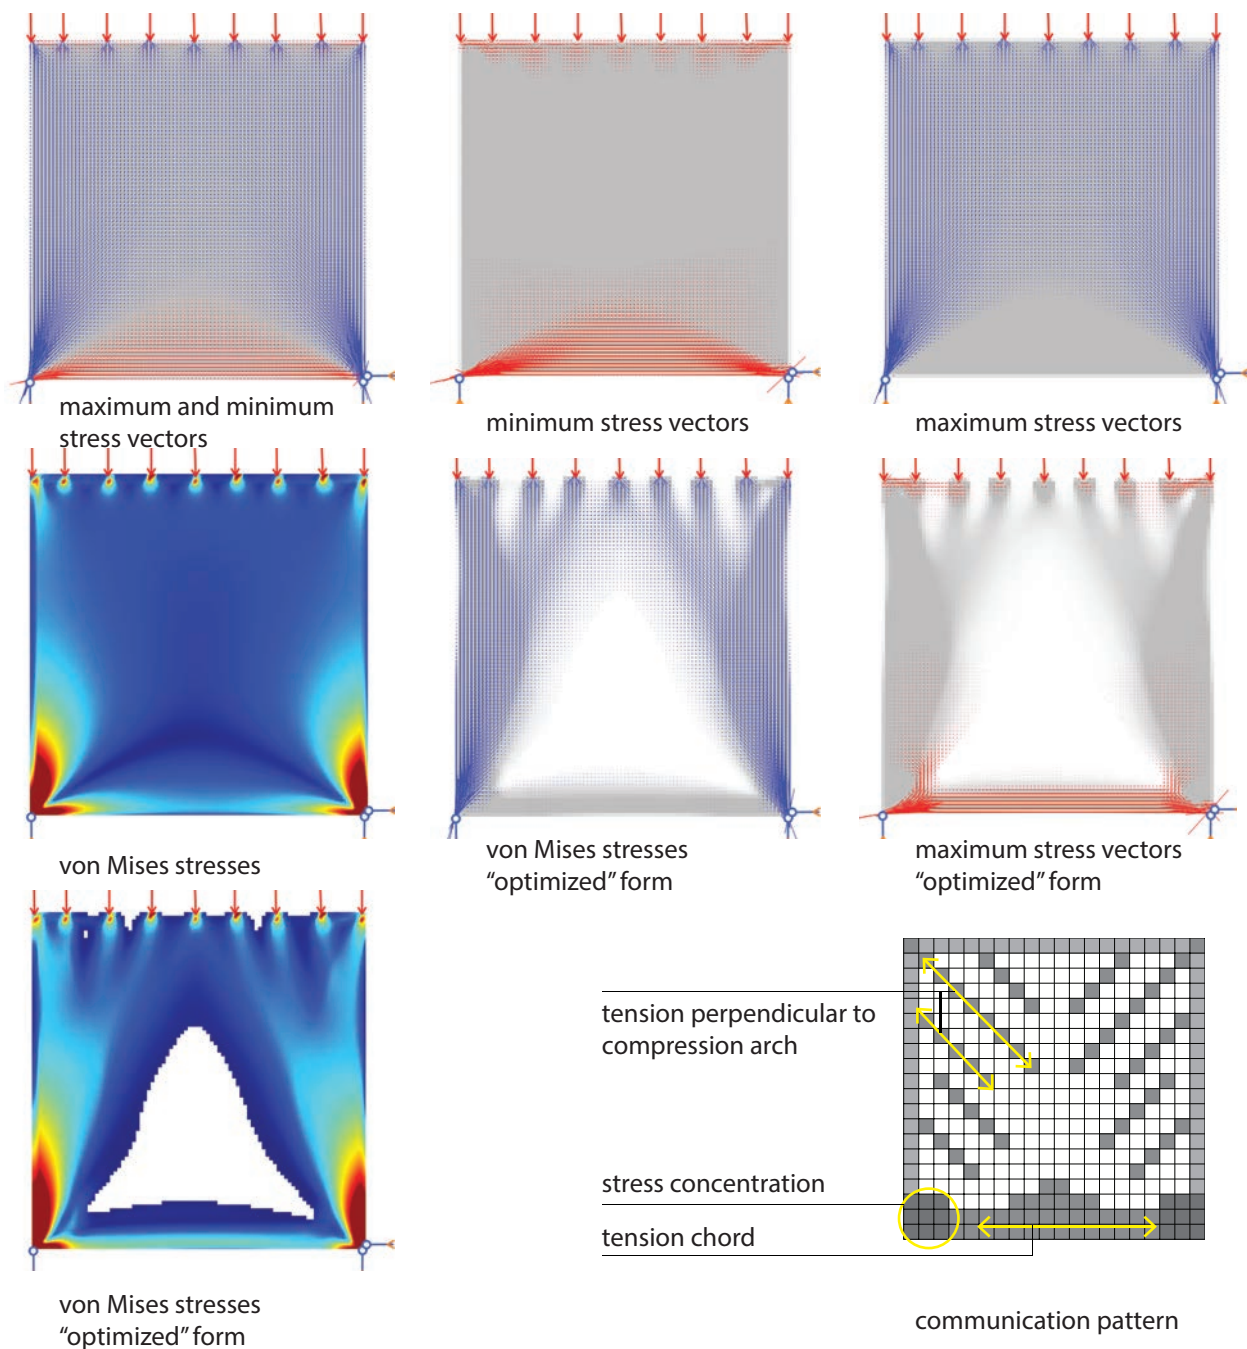 maximum and minimum
stress vectors
minimum stress vectors
maximum stress vectors
von Mises stresses
von Mises stresses
“optimized” form
maximum stress vectors
“optimized” form
tension perpendicular to
compression arch
stress concentration
tension chord
von Mises stresses
“optimized” form
communication pattern